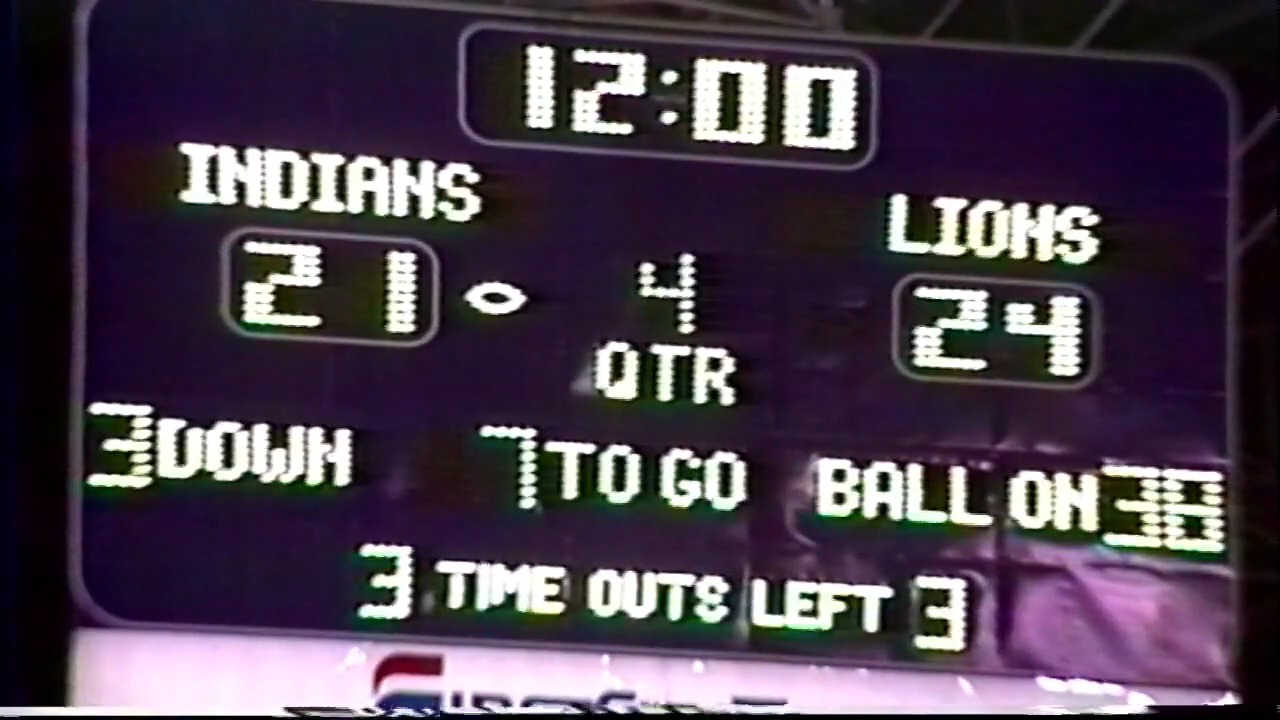 12:00
INDIANS LIONS
21 4 24
QTR
3 DOWN 7 TO GO BALL ON 38
3 TIME OUTS LEFT 3